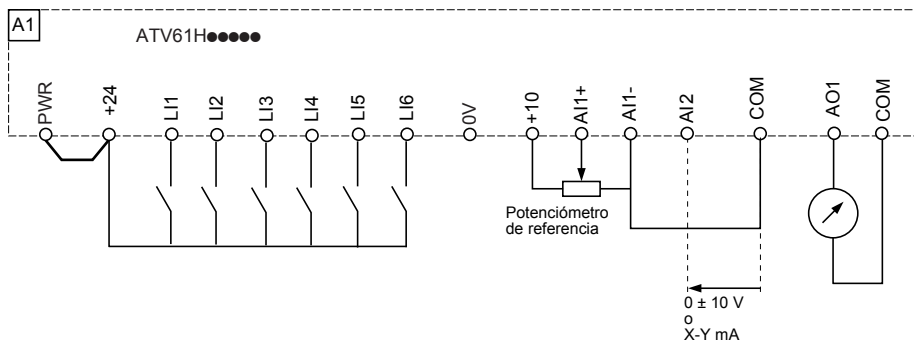 A1
ATV61H●●●●●
PWR
+24
LI1
LI2
LI3
LI4
LI5
LI6
0V
+10
AI1+
AI1-
AI2
COM
AO1
COM
Potenciómetro
de referencia
0 ± 10 V
o
X-Y mA